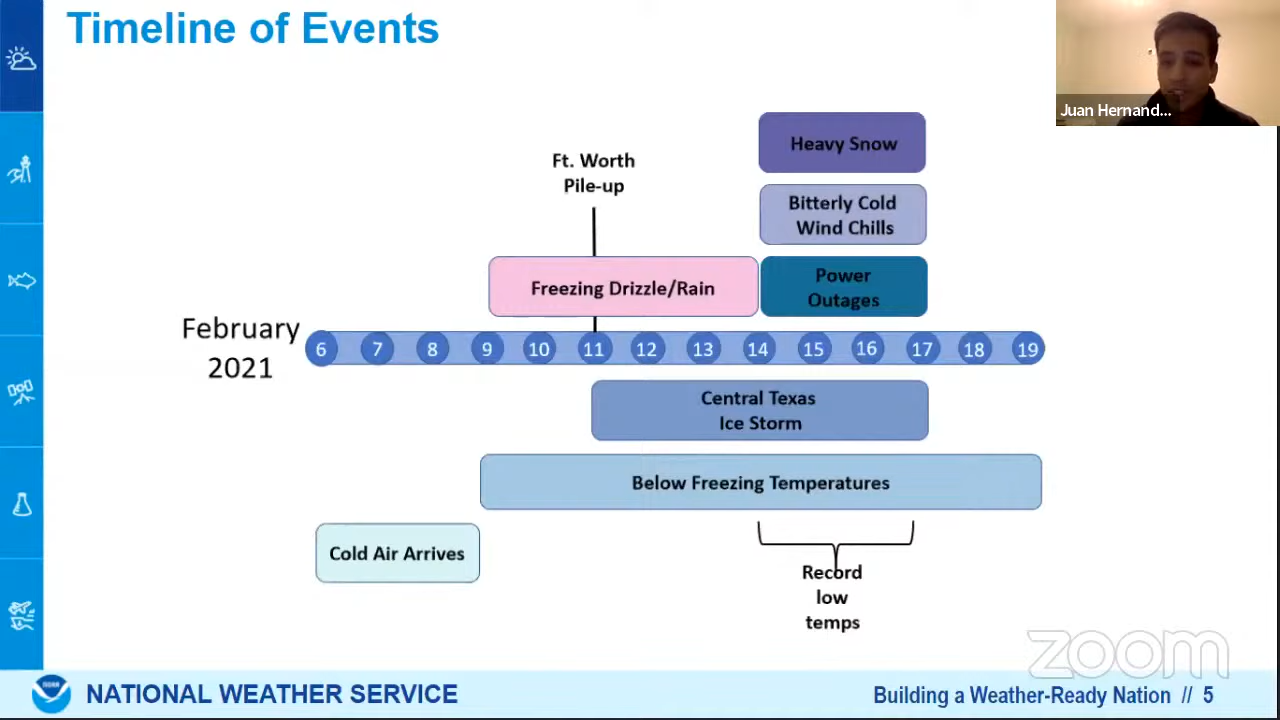 Timeline of Events
Juan Hernand...
Heavy Snow
Ft. Worth
Pile-up
Bitterly Cold
Wind Chills
Freezing Drizzle/Rain
Power
Outages
February
2021
6 7 8 9 10 11 12 13 14 15 16 17 18 19
Central Texas
Ice Storm
Below Freezing Temperatures
Cold Air Arrives
Record
low
temps
zoom
NATIONAL WEATHER SERVICE
Building a Weather-Ready Nation // 5